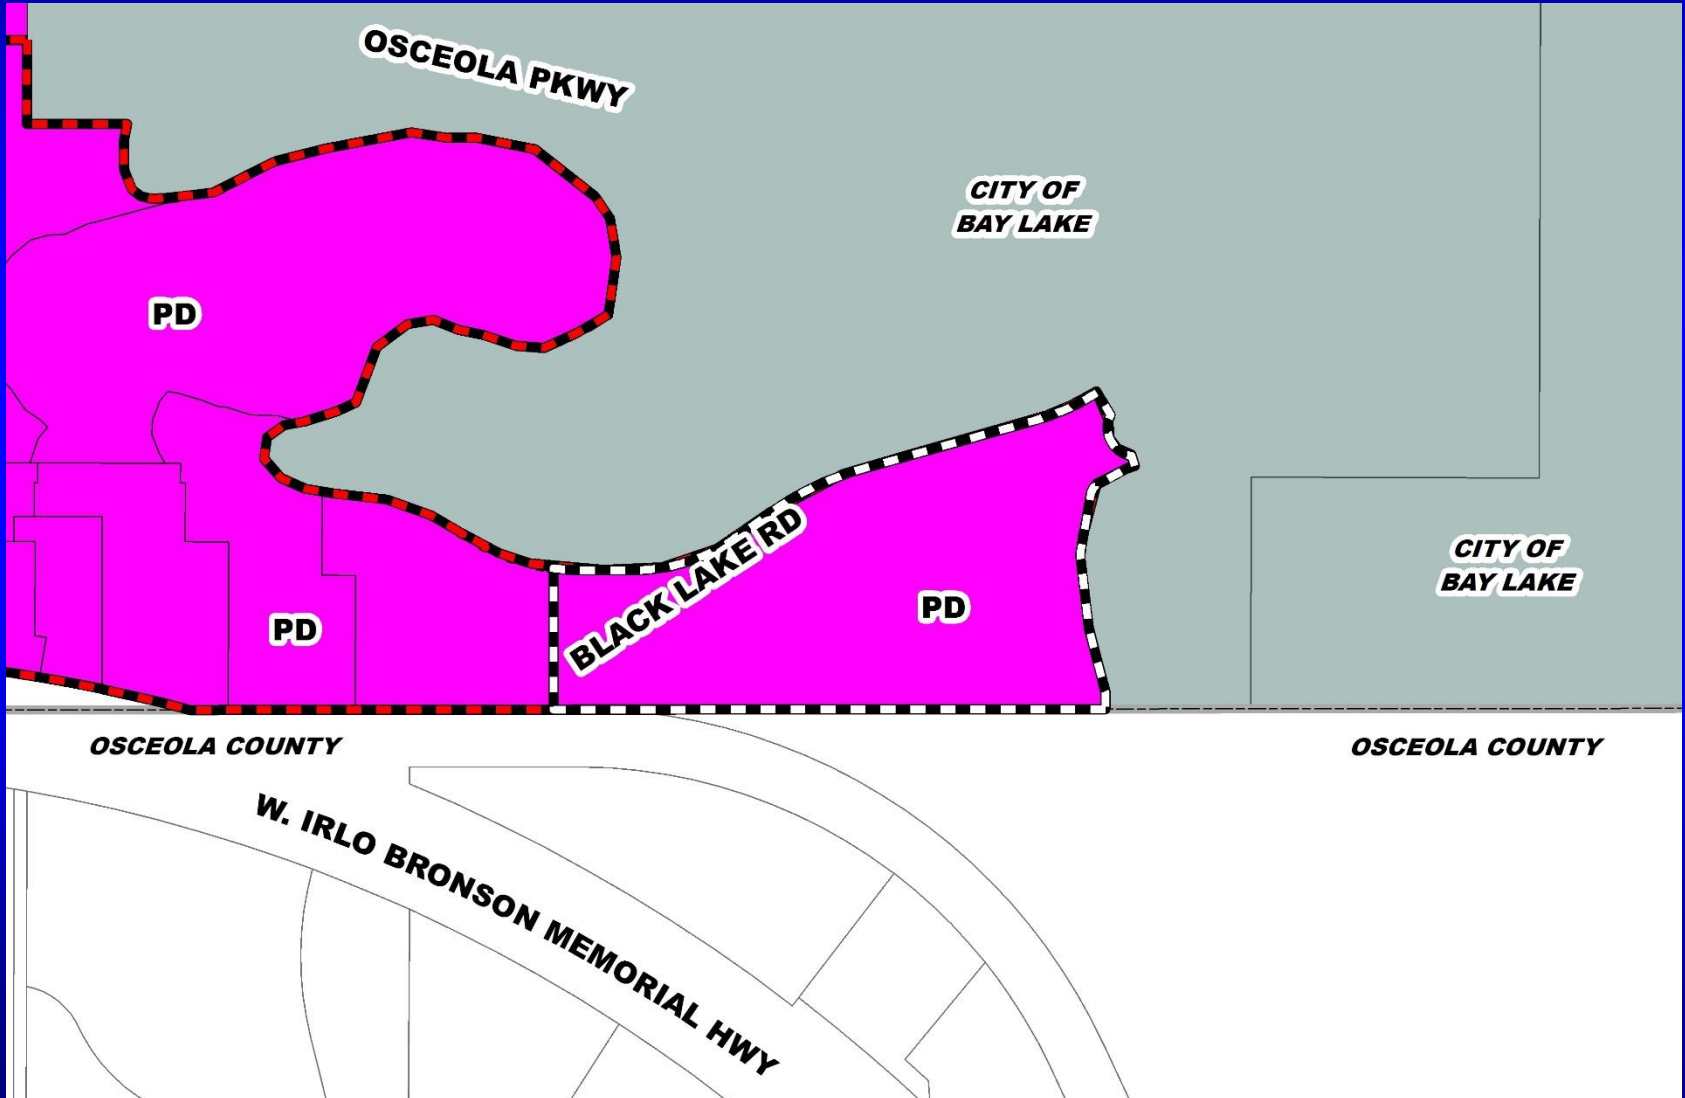 OSCEOLA PKWY
CITY OF
BAY LAKE
PD
CITY OF
BAY LAKE
BLACK LAKE RD
PD
PD
OSCEOLA COUNTY
OSCEOLA COUNTY
W. IRLO BRONSON MEMORIAL HWY